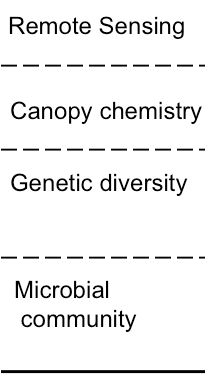 Remote Sensing
Canopy chemistry
Genetic diversity
Microbial
community